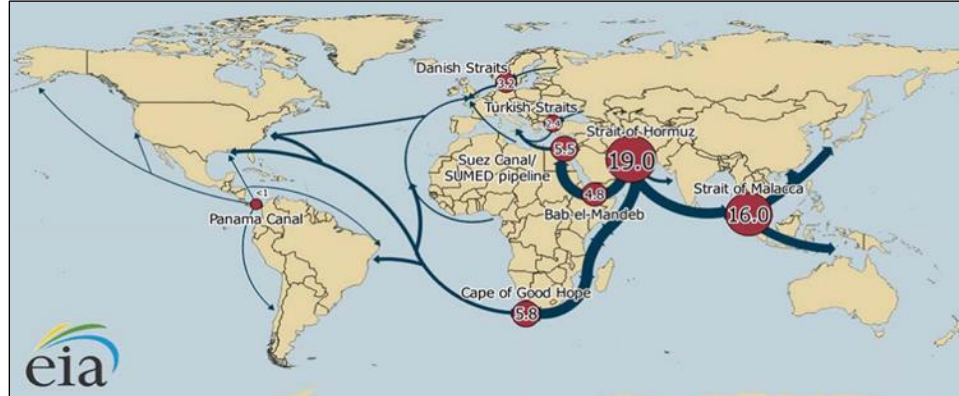 Danish Straits
3.2
Turkish Straits
2.4
Strait of Hormuz
5.5
19.0
Suez Canal/
SUMED pipeline
Strait of Malacca
4.8
16.0
<1
Bab el-Mandeb
Panama Canal
Cape of Good Hope
5.8
eia